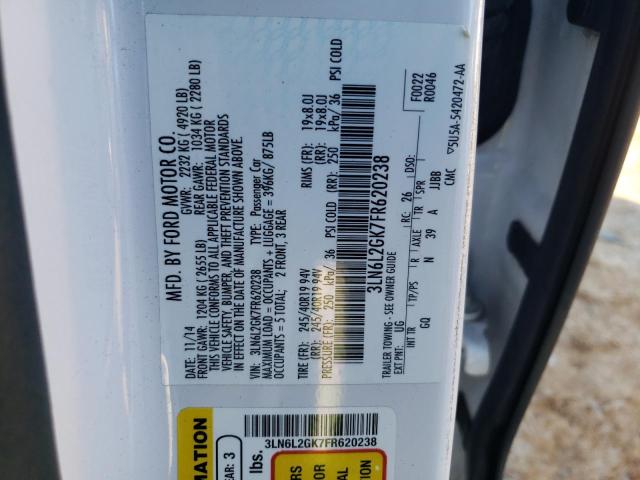 MFD. BY FORD MOTOR CO.
DATE: 11/14 GVWR: 2232 KG ( 4920 LB)
FRONT GAWR: 1204 KG ( 2655 LB) REAR GAWR: 1034 KG ( 2280 LB)
THIS VEHICLE CONFORMS TO ALL APPLICABLE FEDERAL MOTOR
VEHICLE SAFETY, BUMPER, AND THEFT PREVENTION STANDARDS
IN EFFECT ON THE DATE OF MANUFACTURE SHOWN ABOVE.
VIN: 3LN6L2GK7FR620238 TYPE: Passenger Car
MAXIMUM LOAD = OCCUPANTS + LUGGAGE = 396KG/ 875LB
OCCUPANTS = 5 TOTAL; 2 FRONT, 3 REAR
TIRE (FR): 245/40R19 94V RIMS (FR): 19x8.0J
(RR): 245/40R19 94V (RR): 19x8.0J
PRESSURE (FR): 250 kPa/ 36 PSI COLD (RR): 250 kPa/ 36 PSI COLD
3LN6L2GK7FR620238
TRAILER TOWING - SEE OWNER GUIDE F0022
R0046
EXT PNT: UG RC: 26 DSO:
INT TR TP/PS R AXLE TR SPR
GQ N 39 A JJBB
CMC ▽5U5A-5420472-AA
3LN6L2GK7FR620238
lbs.